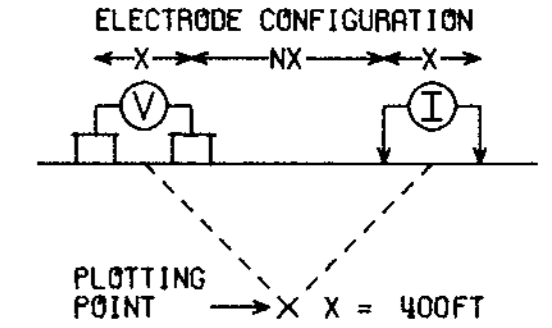 ELECTRODE CONFIGURATION
X NX X
V I
PLOTTING
POINT X X = 400FT